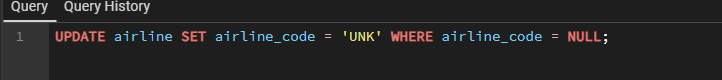 Query Query History
1 UPDATE airline SET airline_code = 'UNK' WHERE airline_code = NULL;